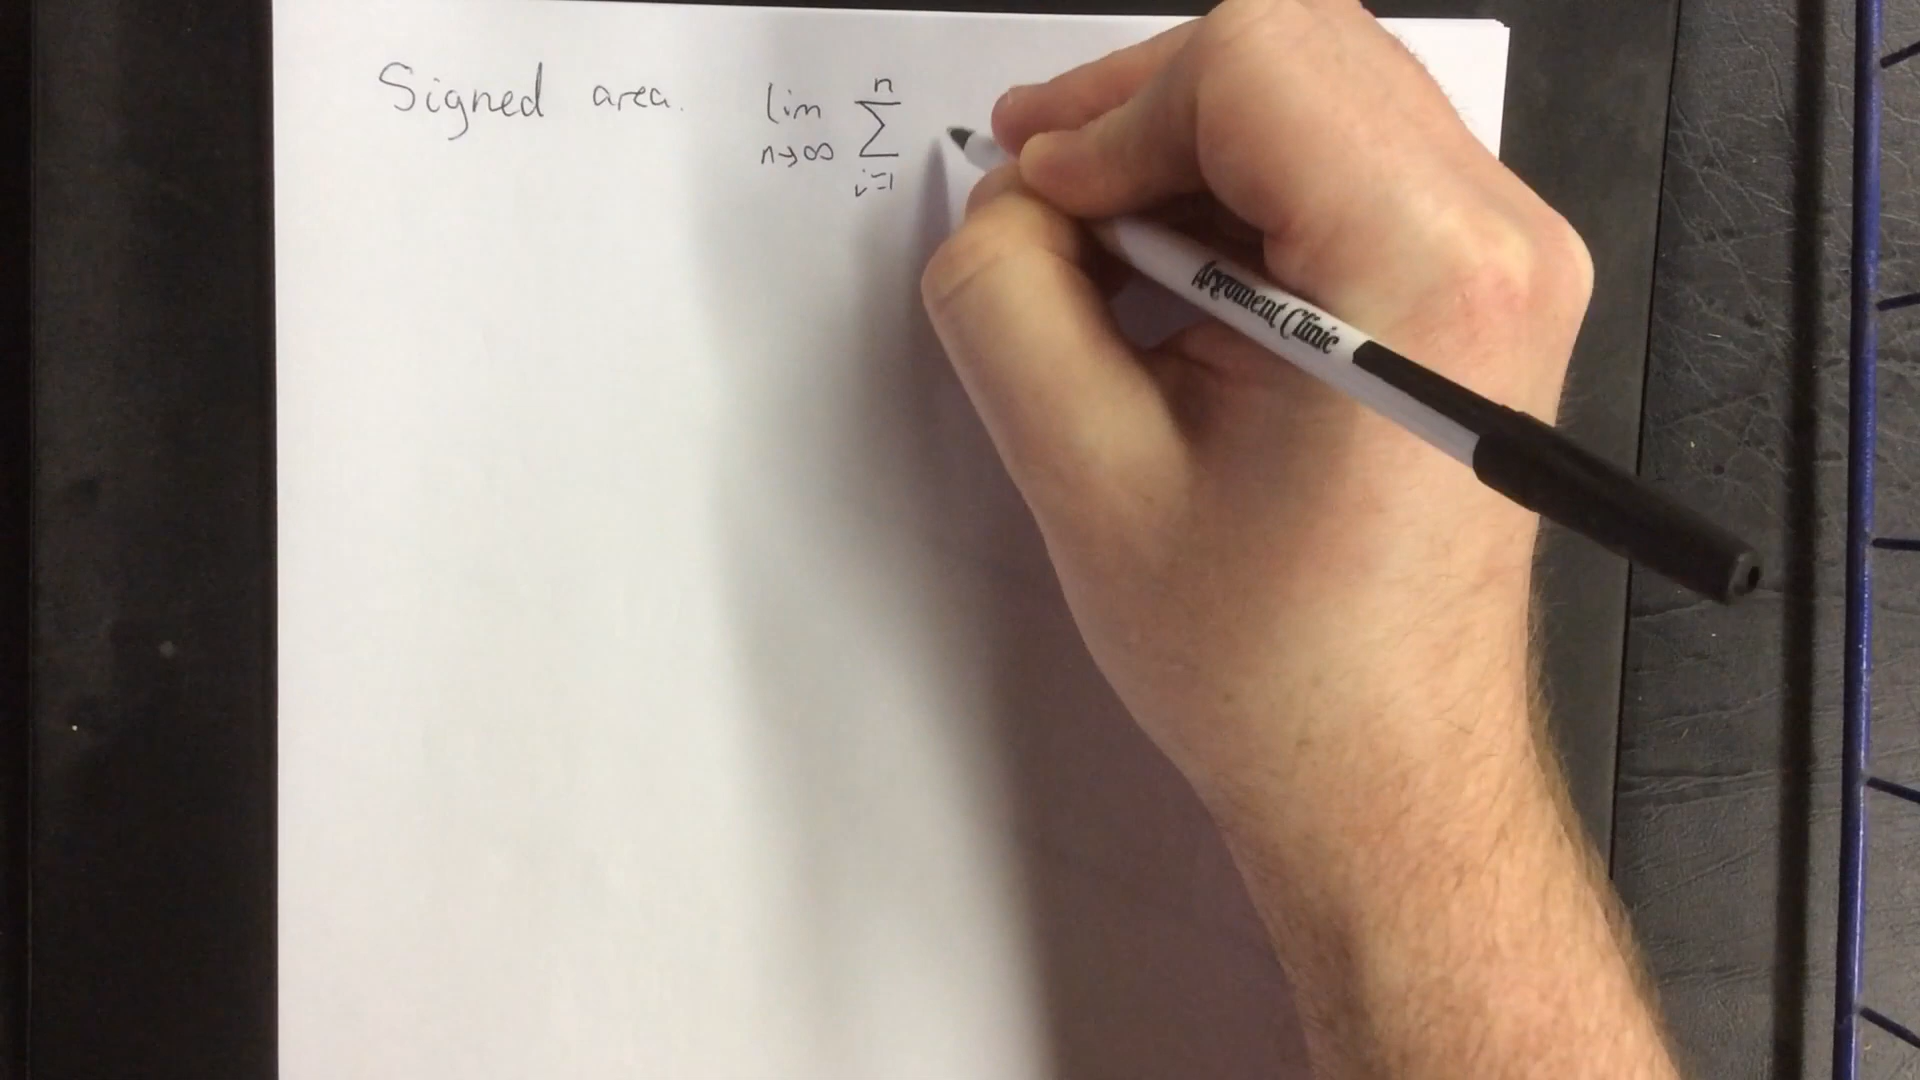 Signed area. lim n→∞ n ∑ i=1
Argument Clinic